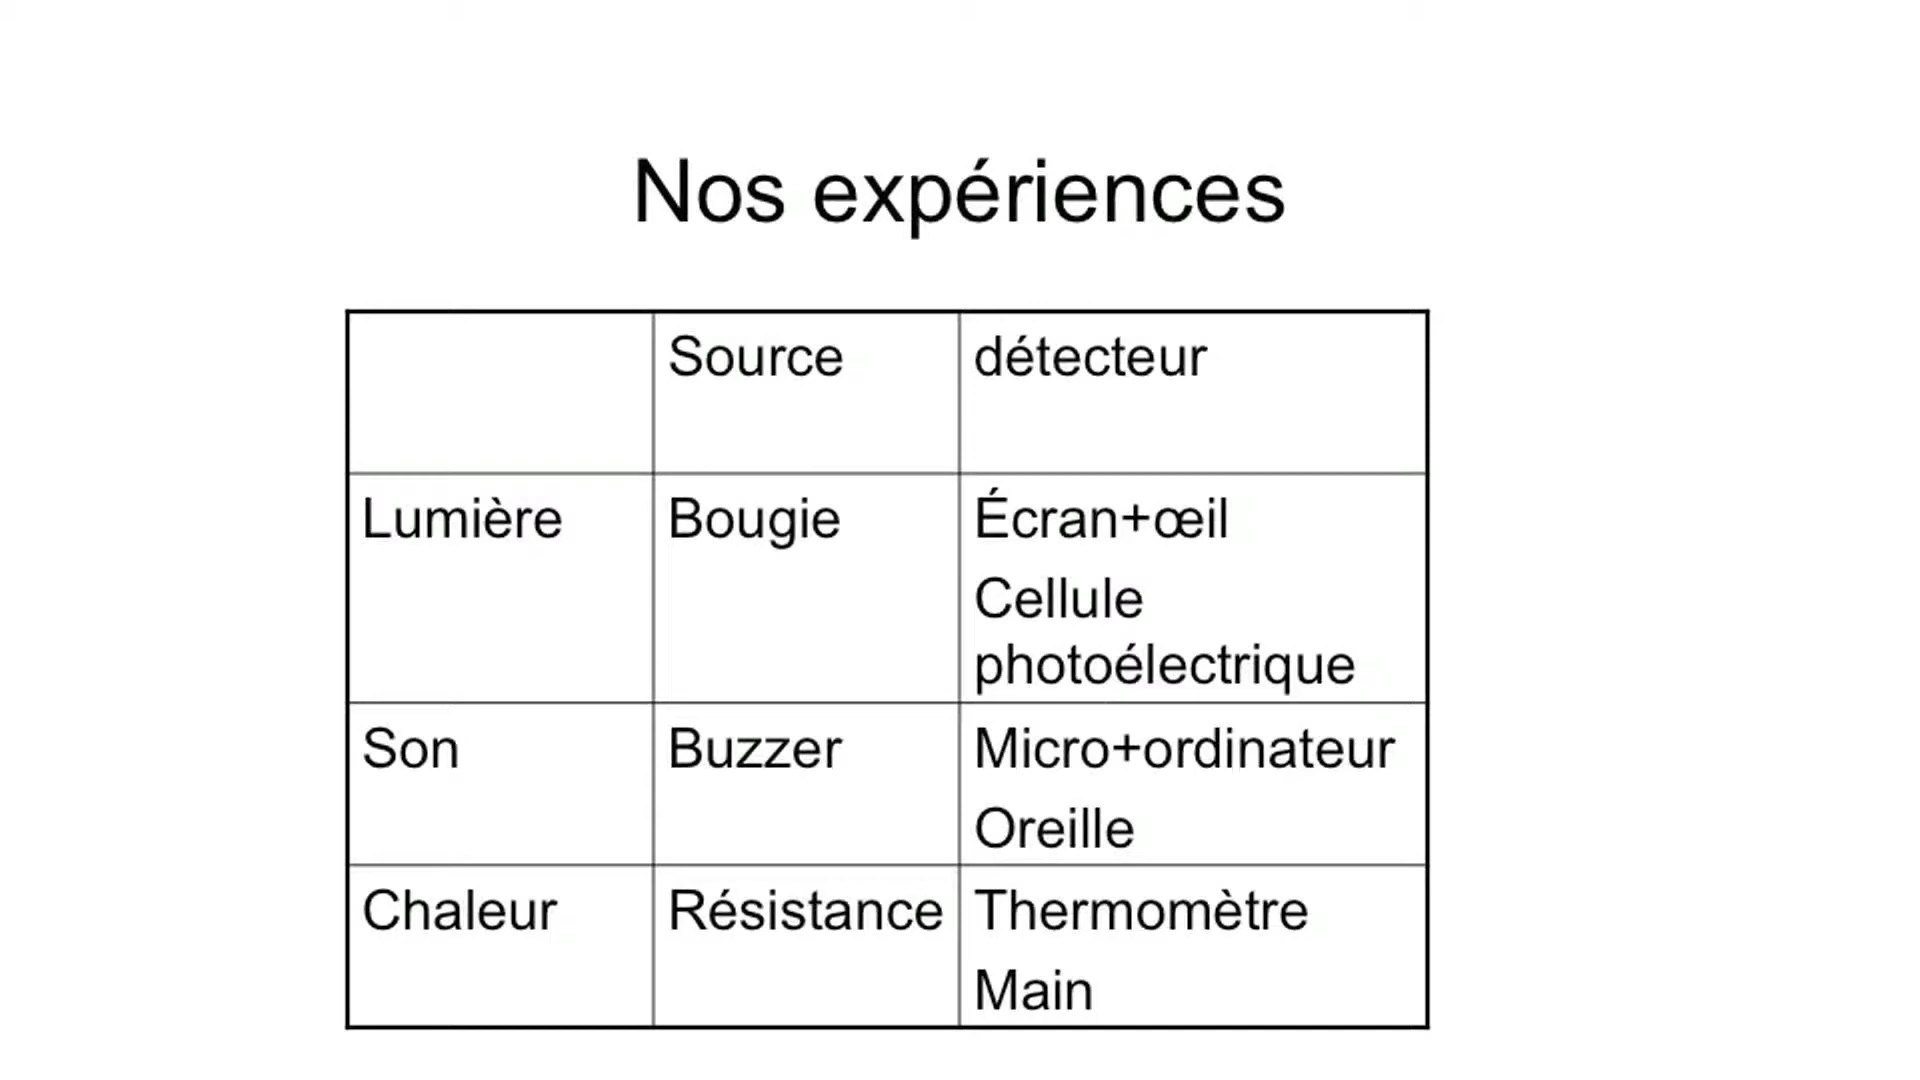 Nos expériences
Source détecteur
Lumière Bougie Écran+œil
Cellule
photoélectrique
Son Buzzer Micro+ordinateur
Oreille
Chaleur Résistance Thermomètre
Main